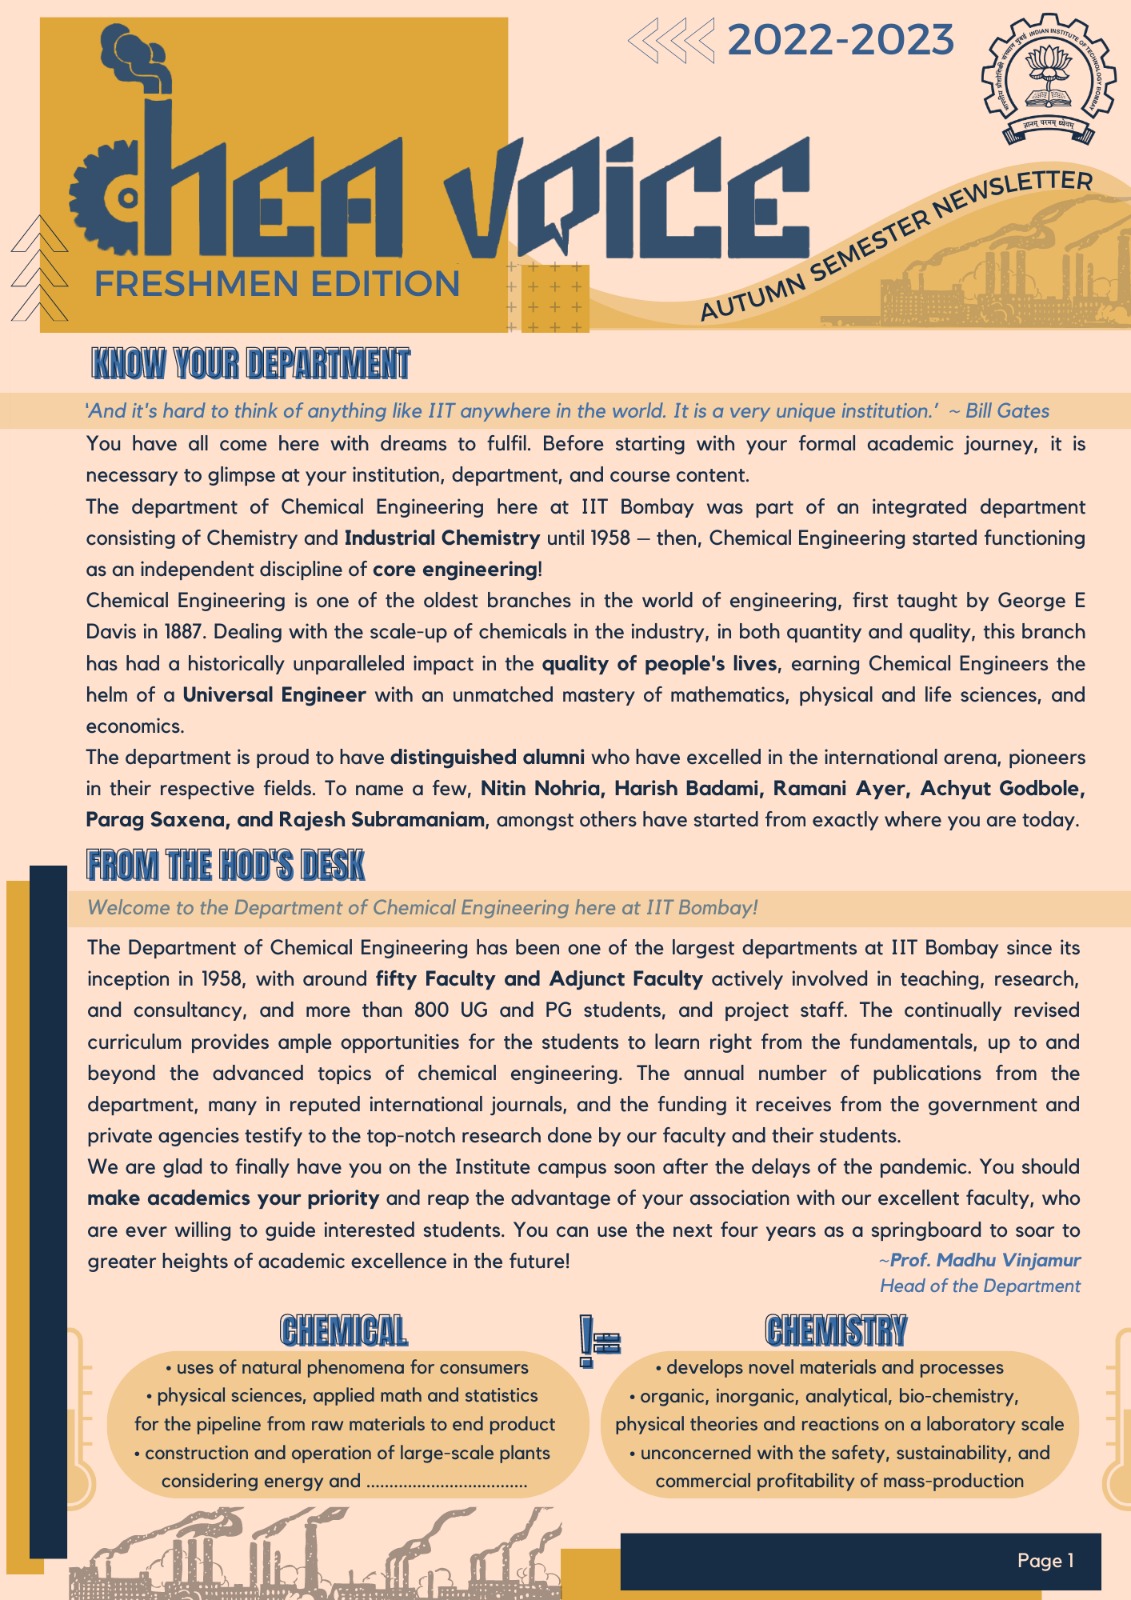 2022-2023
भारतीय प्रौद्योगिकी संस्थान मुंबई INDIAN INSTITUTE OF TECHNOLOGY BOMBAY
ज्ञानम् परमम् ध्येयम्
CHEA VOICE
FRESHMEN EDITION
AUTUMN SEMESTER NEWSLETTER
KNOW YOUR DEPARTMENT
'And it's hard to think of anything like IIT anywhere in the world. It is a very unique institution.' ~ Bill Gates
You have all come here with dreams to fulfil. Before starting with your formal academic journey, it is
necessary to glimpse at your institution, department, and course content.
The department of Chemical Engineering here at IIT Bombay was part of an integrated department
consisting of Chemistry and Industrial Chemistry until 1958 – then, Chemical Engineering started functioning
as an independent discipline of core engineering!
Chemical Engineering is one of the oldest branches in the world of engineering, first taught by George E
Davis in 1887. Dealing with the scale-up of chemicals in the industry, in both quantity and quality, this branch
has had a historically unparalleled impact in the quality of people's lives, earning Chemical Engineers the
helm of a Universal Engineer with an unmatched mastery of mathematics, physical and life sciences, and
economics.
The department is proud to have distinguished alumni who have excelled in the international arena, pioneers
in their respective fields. To name a few, Nitin Nohria, Harish Badami, Ramani Ayer, Achyut Godbole,
Parag Saxena, and Rajesh Subramaniam, amongst others have started from exactly where you are today.
FROM THE HOD'S DESK
Welcome to the Department of Chemical Engineering here at IIT Bombay!
The Department of Chemical Engineering has been one of the largest departments at IIT Bombay since its
inception in 1958, with around fifty Faculty and Adjunct Faculty actively involved in teaching, research,
and consultancy, and more than 800 UG and PG students, and project staff. The continually revised
curriculum provides ample opportunities for the students to learn right from the fundamentals, up to and
beyond the advanced topics of chemical engineering. The annual number of publications from the
department, many in reputed international journals, and the funding it receives from the government and
private agencies testify to the top-notch research done by our faculty and their students.
We are glad to finally have you on the Institute campus soon after the delays of the pandemic. You should
make academics your priority and reap the advantage of your association with our excellent faculty, who
are ever willing to guide interested students. You can use the next four years as a springboard to soar to
greater heights of academic excellence in the future!
~Prof. Madhu Vinjamur
Head of the Department
CHEMICAL != CHEMISTRY
• uses of natural phenomena for consumers
• physical sciences, applied math and statistics
for the pipeline from raw materials to end product
• construction and operation of large-scale plants
considering energy and ...................................
• develops novel materials and processes
• organic, inorganic, analytical, bio-chemistry,
physical theories and reactions on a laboratory scale
• unconcerned with the safety, sustainability, and
commercial profitability of mass-production
Page 1